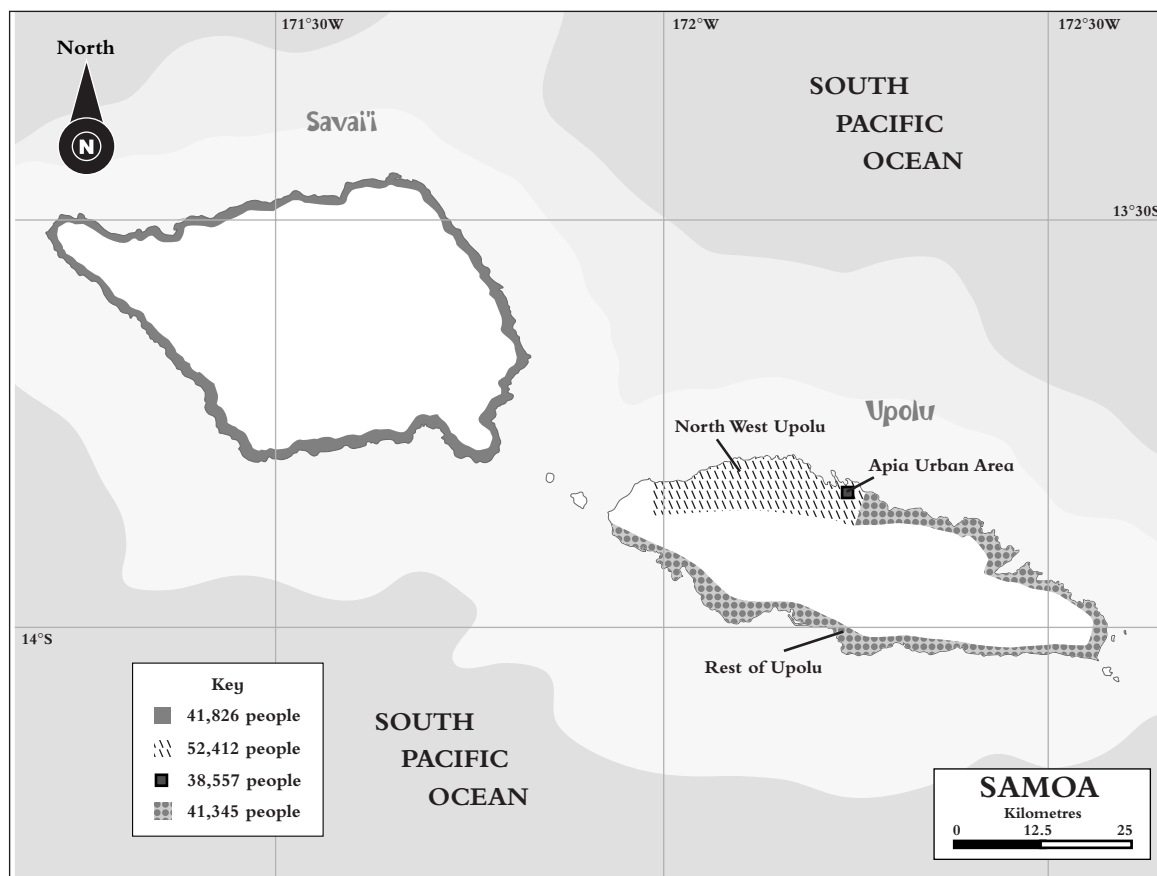 171°30W
172°W
172°30W
North
N
Savai'i
SOUTH
PACIFIC
OCEAN
13°30S
Upolu
North West Upolu
Apia Urban Area
14°S
Rest of Upolu
Key
41,826 people
52,412 people
38,557 people
41,345 people
SOUTH
PACIFIC
OCEAN
SAMOA
Kilometres
0 12.5 25